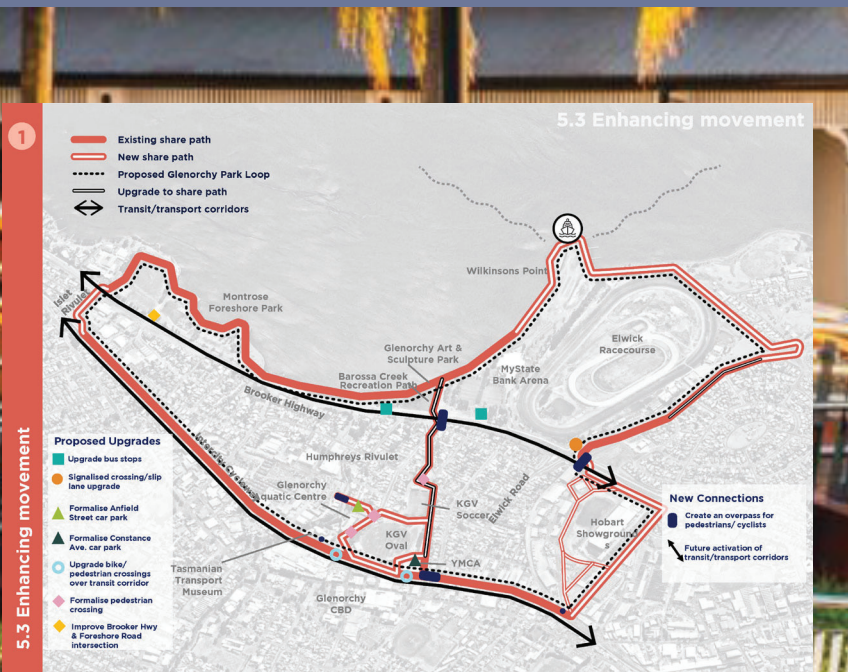 5.3 Enhancing movement
1
5.3 Enhancing movement
Existing share path
New share path
Proposed Glenorchy Park Loop
Upgrade to share path
Transit/transport corridors
Wilkinsons Point
Islet
Rivulet
Montrose
Foreshore Park
Elwick
Racecourse
Glenorchy Art &
Sculpture Park
MyState
Bank Arena
Barossa Creek
Recreation Path
Brooker Highway
Intercity Cycleway
Humphreys Rivulet
Elwick Road
Glenorchy
Aquatic Centre
KGV
Soccer
KGV
Oval
Hobart
Showground
s
YMCA
Tasmanian
Transport
Museum
Glenorchy
CBD
Proposed Upgrades
Upgrade bus stops
Signalised crossing/slip
lane upgrade
Formalise Anfield
Street car park
Formalise Constance
Ave. car park
Upgrade bike/
pedestrian crossings
over transit corridor
Formalise pedestrian
crossing
Improve Brooker Hwy
& Foreshore Road
intersection
New Connections
Create an overpass for
pedestrians/ cyclists
Future activation of
transit/transport corridors